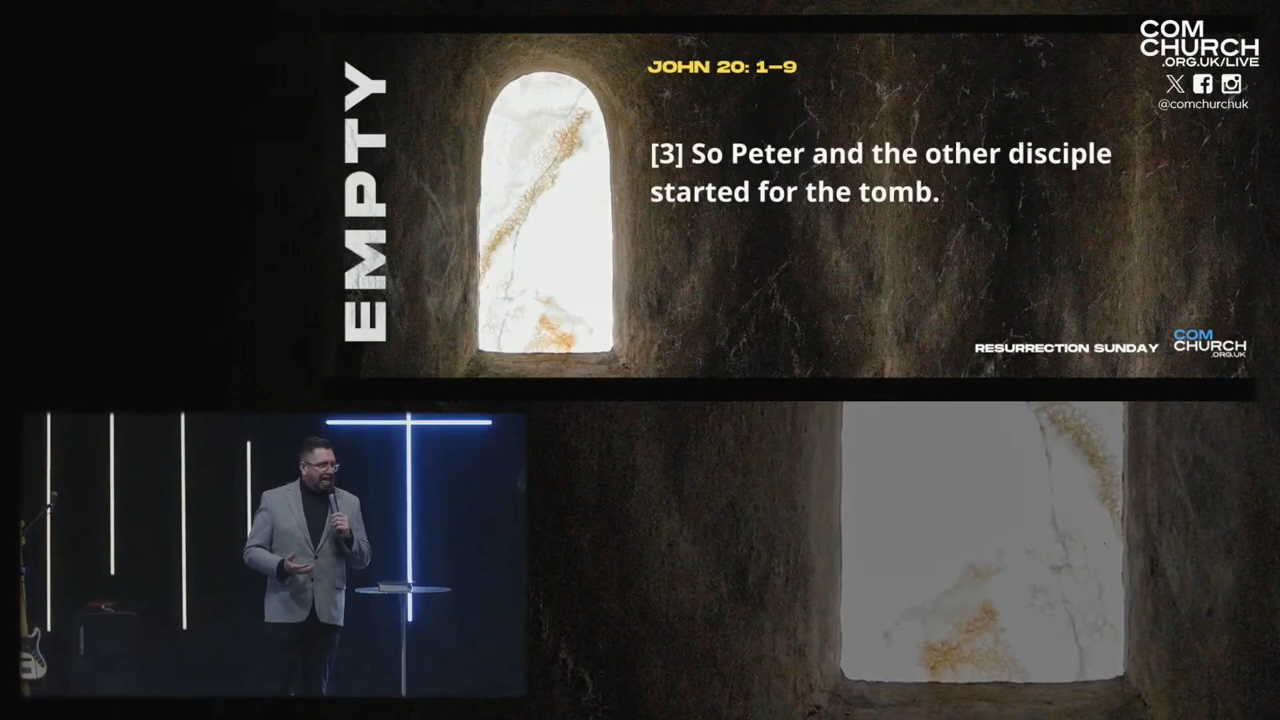 COM
CHURCH
.ORG.UK/LIVE
@comchurchuk
EMPTY
JOHN 20: 1–9
[3] So Peter and the other disciple
started for the tomb.
RESURRECTION SUNDAY
COM
CHURCH
.ORG.UK